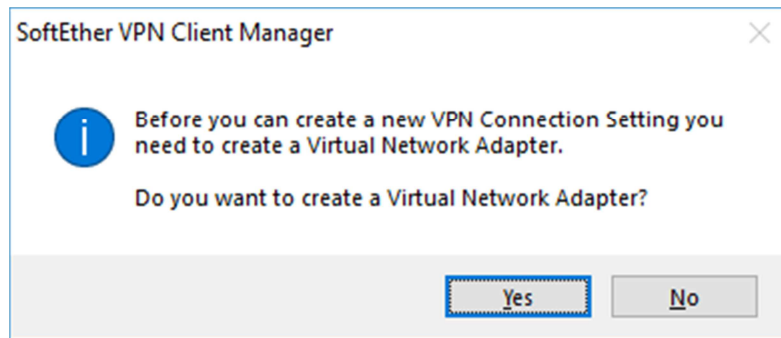 SoftEther VPN Client Manager
Before you can create a new VPN Connection Setting you
need to create a Virtual Network Adapter.
Do you want to create a Virtual Network Adapter?
Yes
No